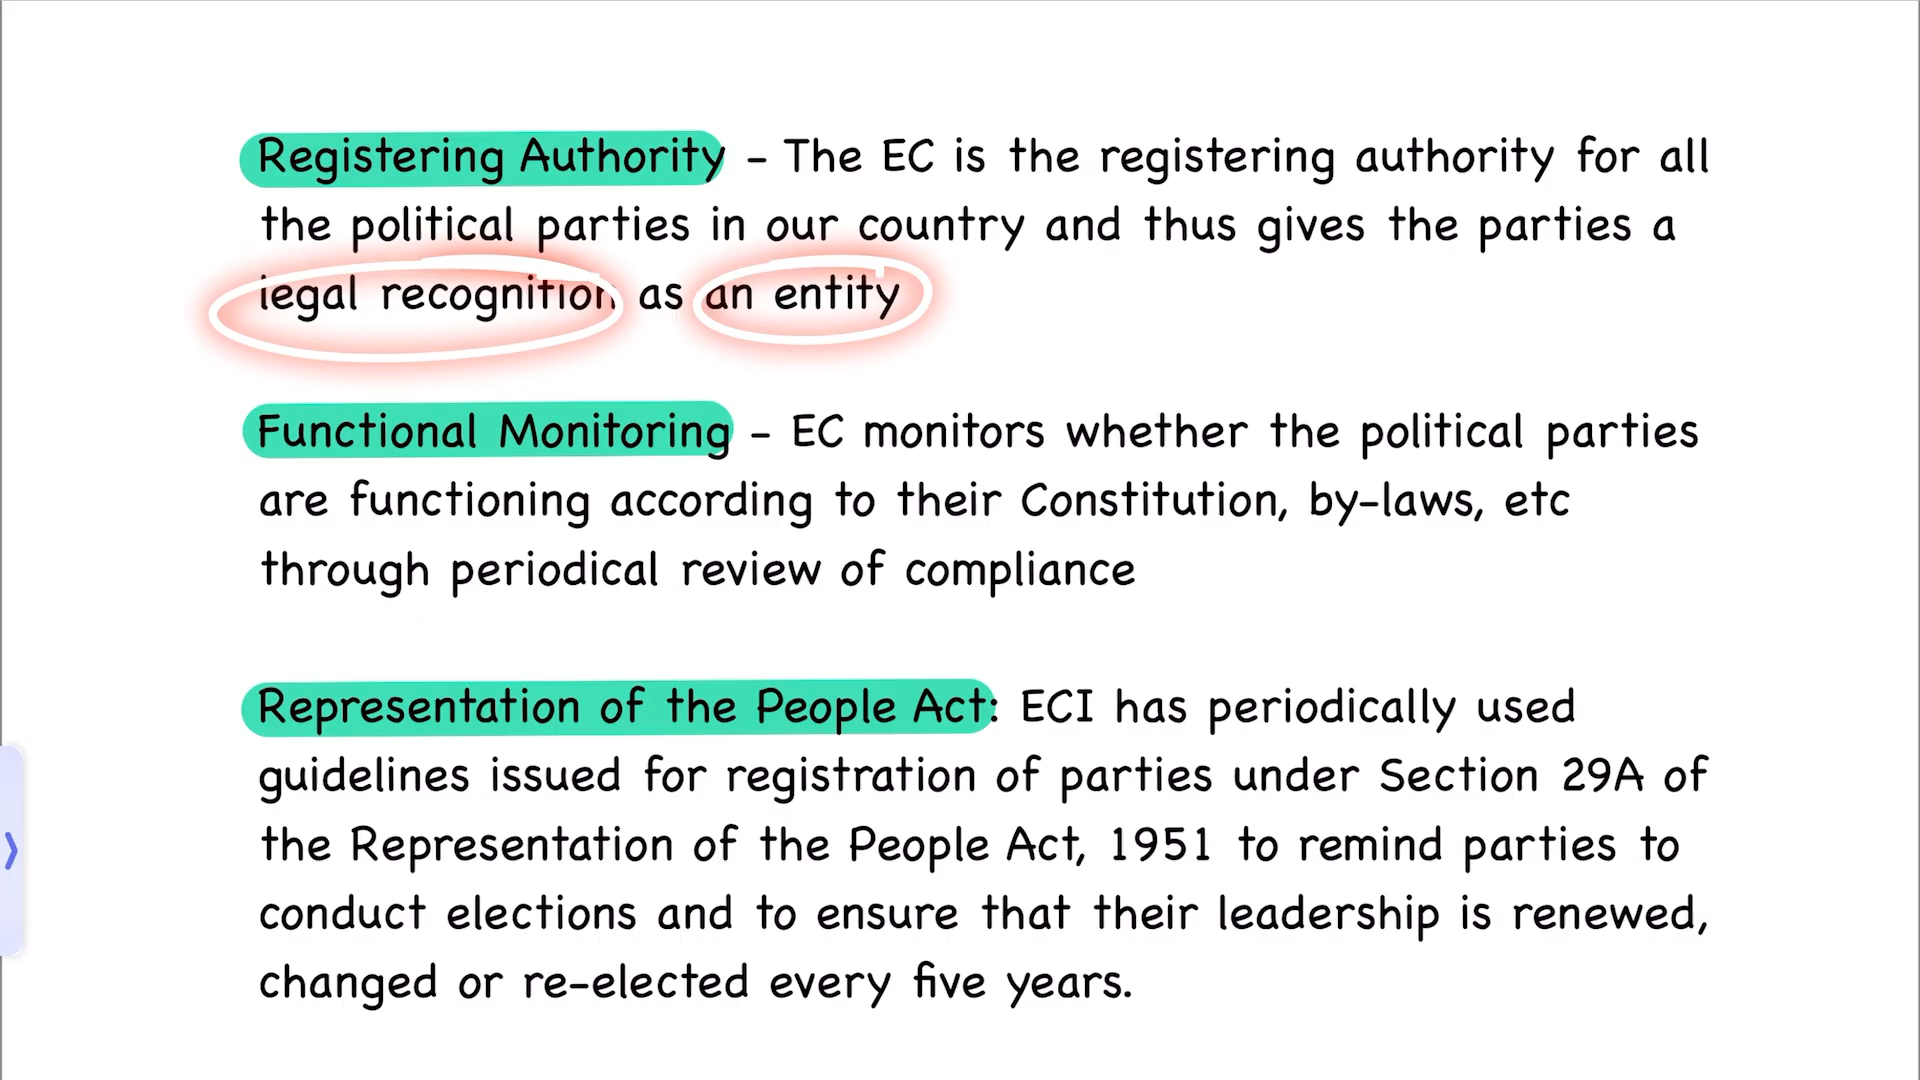 Registering Authority - The EC is the registering authority for all
the political parties in our country and thus gives the parties a
legal recognition as an entity
Functional Monitoring - EC monitors whether the political parties
are functioning according to their Constitution, by-laws, etc
through periodical review of compliance
Representation of the People Act: ECI has periodically used
guidelines issued for registration of parties under Section 29A of
the Representation of the People Act, 1951 to remind parties to
conduct elections and to ensure that their leadership is renewed,
changed or re-elected every five years.